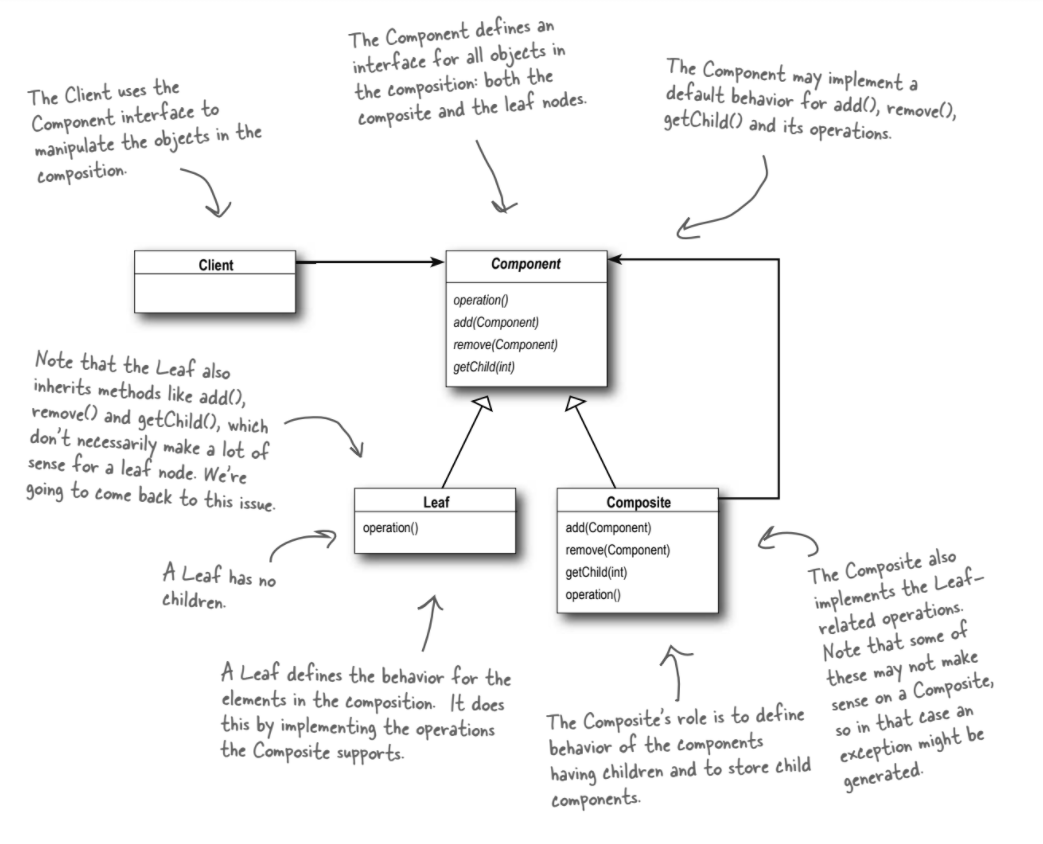 The Component defines an
interface for all objects in
the composition: both the
composite and the leaf nodes.
The Component may implement a
default behavior for add(), remove(),
getChild() and its operations.
The Client uses the
Component interface to
manipulate the objects in the
composition.
Client
Component
operation()
add(Component)
remove(Component)
getChild(int)
Note that the Leaf also
inherits methods like add(),
remove() and getChild(), which
don't necessarily make a lot of
sense for a leaf node. We're
going to come back to this issue.
Leaf
operation()
Composite
add(Component)
remove(Component)
getChild(int)
operation()
A Leaf has no
children.
The Composite also
implements the Leaf-
related operations.
Note that some of
these may not make
sense on a Composite,
so in that case an
exception might be
generated.
A Leaf defines the behavior for the
elements in the composition. It does
this by implementing the operations
the Composite supports.
The Composite's role is to define
behavior of the components
having children and to store child
components.